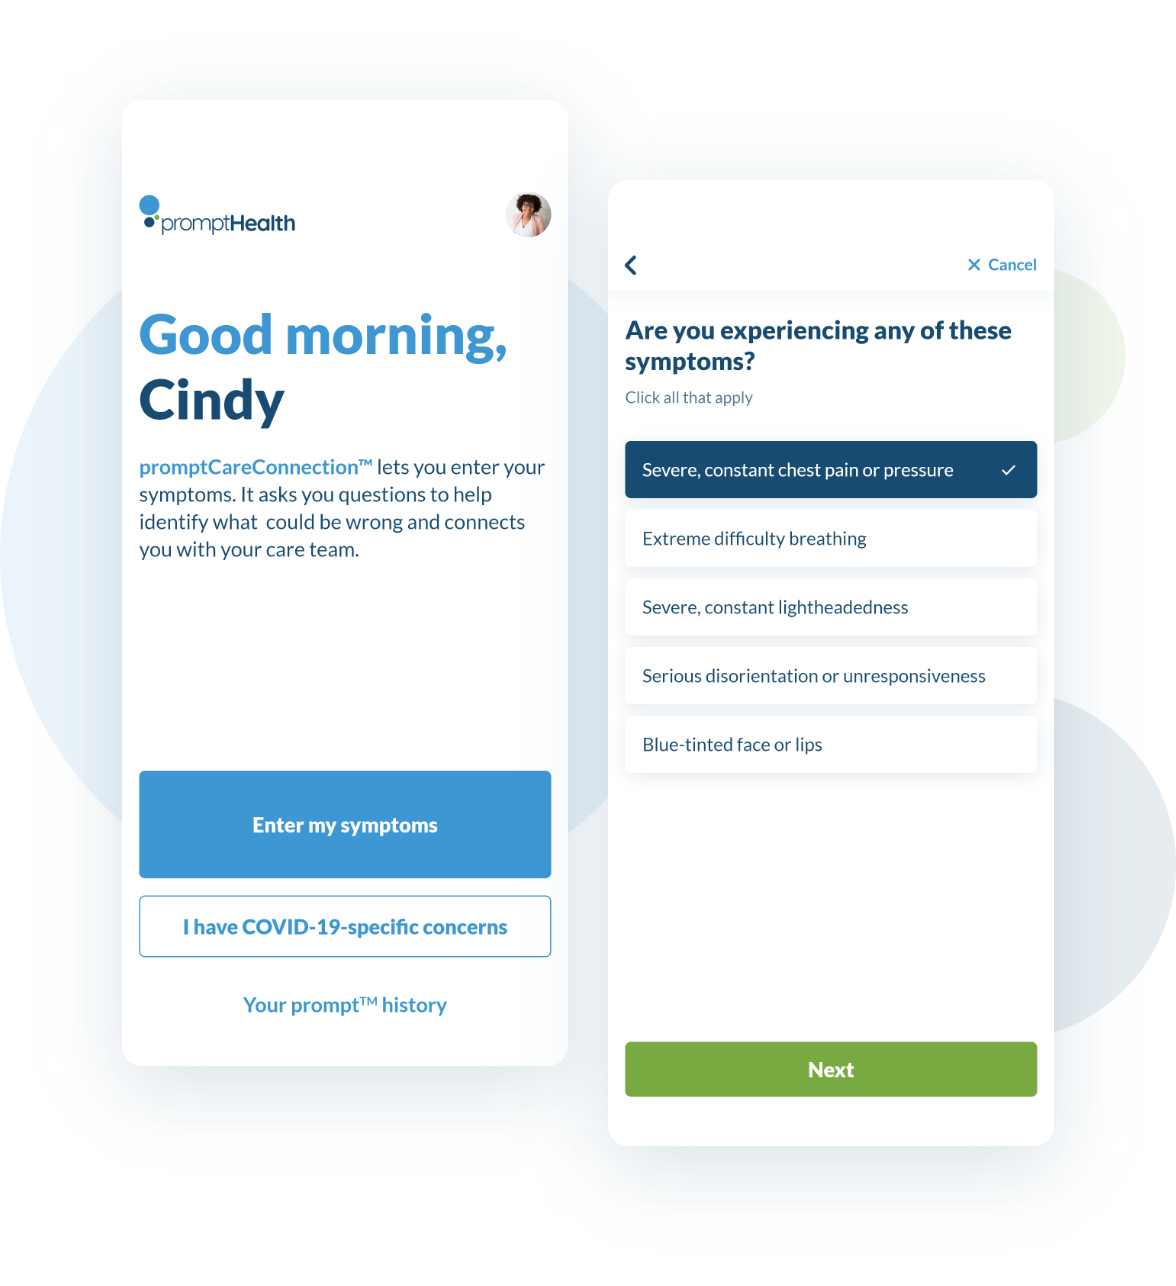 promptHealth
Good morning,
Cindy
promptCareConnection™ lets you enter your
symptoms. It asks you questions to help
identify what could be wrong and connects
you with your care team.
Enter my symptoms
I have COVID-19-specific concerns
Your prompt™ history
Cancel
Are you experiencing any of these
symptoms?
Click all that apply
Severe, constant chest pain or pressure
Extreme difficulty breathing
Severe, constant lightheadedness
Serious disorientation or unresponsiveness
Blue-tinted face or lips
Next